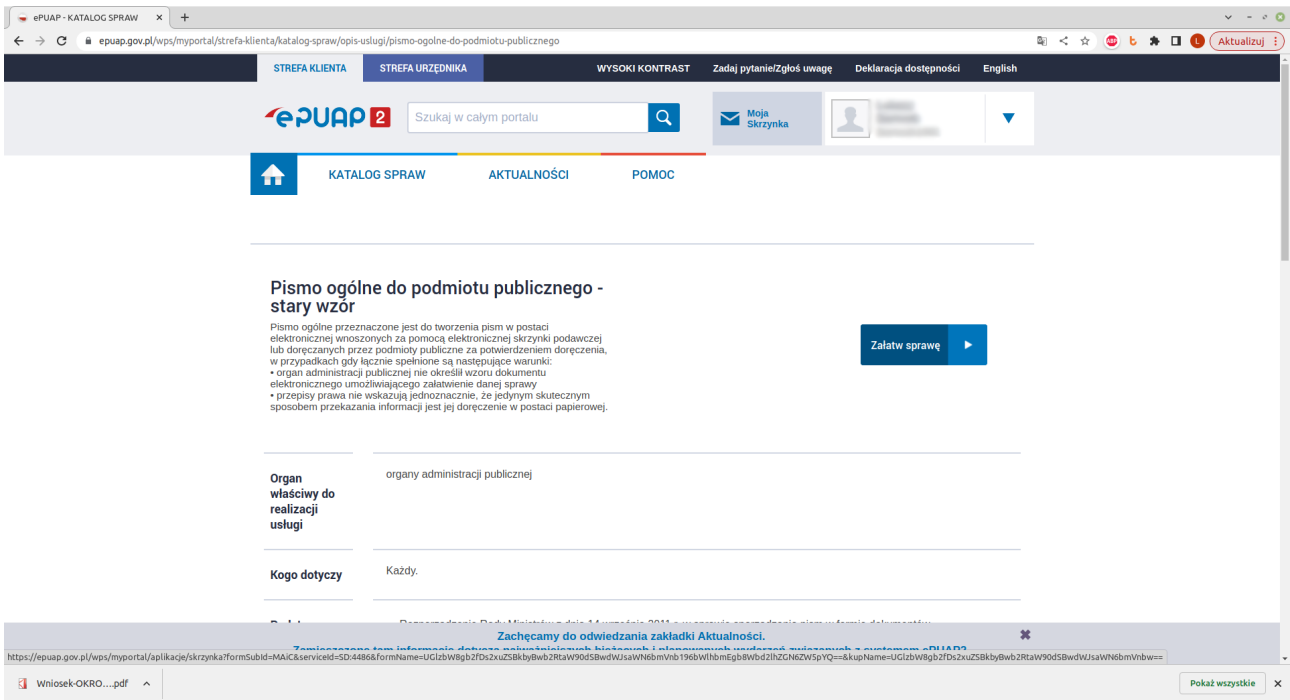 ePUAP - KATALOG SPRAW
epuap.gov.pl/wps/myportal/strefa-klienta/katalog-spraw/opis-uslugi/pismo-ogolne-do-podmiotu-publicznego
ABP
L
Aktualizuj
STREFA KLIENTA STREFA URZĘDNIKA WYSOKI KONTRAST Zadaj pytanie/Zgłoś uwagę Deklaracja dostępności English
ePUAP 2
Szukaj w całym portalu
Moja
Skrzynka
KATALOG SPRAW AKTUALNOŚCI POMOC
Pismo ogólne do podmiotu publicznego -
stary wzór
Pismo ogólne przeznaczone jest do tworzenia pism w postaci
elektronicznej wnoszonych za pomocą elektronicznej skrzynki podawczej
lub doręczanych przez podmioty publiczne za potwierdzeniem doręczenia,
w przypadkach gdy łącznie spełnione są następujące warunki:
• organ administracji publicznej nie określił wzoru dokumentu
elektronicznego umożliwiającego załatwienie danej sprawy
• przepisy prawa nie wskazują jednoznacznie, że jedynym skutecznym
sposobem przekazania informacji jest jej doręczenie w postaci papierowej.
Załatw sprawę
Organ
właściwy do
realizacji
usługi
organy administracji publicznej
Kogo dotyczy
Każdy.
Zachęcamy do odwiedzania zakładki Aktualności.
https://epuap.gov.pl/wps/myportal/aplikacje/skrzynka?formSubId=MAiC&serviceId=SD:4486&formName=UGlzbW8gb2fDs2xuZSBkbyBwb2RtaW90dSBwdWJsaWN6bmVnb196bWlhbmEgb8Wbd2lhZGN6ZW5pYQ==&kupName=UGlzbW8gb2fDs2xuZSBkbyBwb2RtaW90dSBwdWJsaWN6bmVnbw==
Wniosek-OKRO....pdf
Pokaż wszystkie